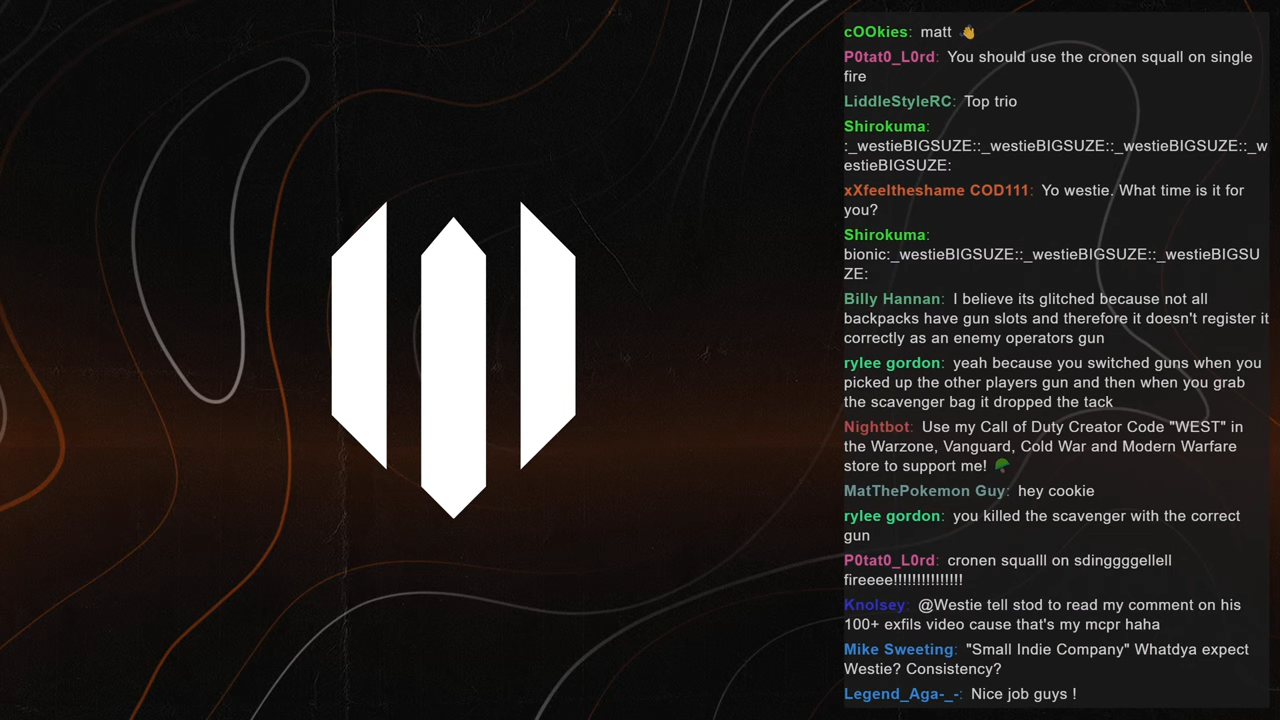 cOOkies: matt 👋
P0tat0_L0rd: You should use the cronen squall on single
fire
LiddleStyleRC: Top trio
Shirokuma:
:_westieBIGSUZE::_westieBIGSUZE::_westieBIGSUZE::_w
estieBIGSUZE:
xXfeeltheshame COD111: Yo westie. What time is it for
you?
Shirokuma:
bionic:_westieBIGSUZE::_westieBIGSUZE::_westieBIGSU
ZE:
Billy Hannan: I believe its glitched because not all
backpacks have gun slots and therefore it doesn't register it
correctly as an enemy operators gun
rylee gordon: yeah because you switched guns when you
picked up the other players gun and then when you grab
the scavenger bag it dropped the tack
Nightbot: Use my Call of Duty Creator Code "WEST" in
the Warzone, Vanguard, Cold War and Modern Warfare
store to support me! 🪂
MatThePokemon Guy: hey cookie
rylee gordon: you killed the scavenger with the correct
gun
P0tat0_L0rd: cronen squalll on sdinggggellell
fireeee!!!!!!!!!!!!!!!
Knolsey: @Westie tell stod to read my comment on his
100+ exfils video cause that's my mcpr haha
Mike Sweeting: "Small Indie Company" Whatdya expect
Westie? Consistency?
Legend_Aga-_-: Nice job guys !